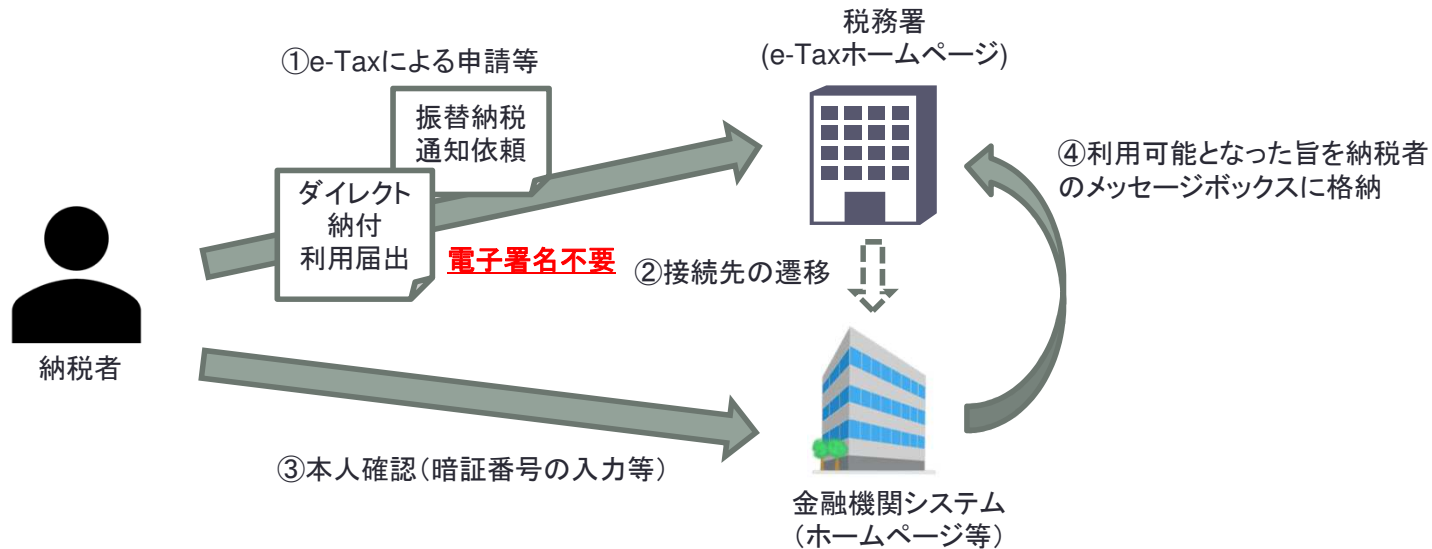 税務署
(e-Taxホームページ)
①e-Taxによる申請等
振替納税
通知依頼
ダイレクト
納付
利用届出
電子署名不要
②接続先の遷移
④利用可能となった旨を納税者
のメッセージボックスに格納
納税者
③本人確認(暗証番号の入力等)
金融機関システム
(ホームページ等)